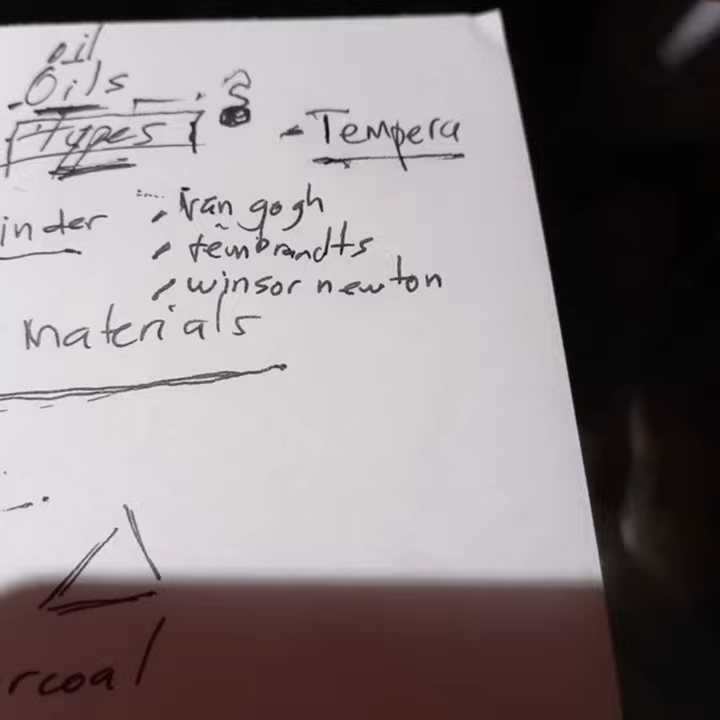 oil
Oils
Types
- Tempera
inder
van gogh
rembrandts
winsor newton
Materials
rcoal